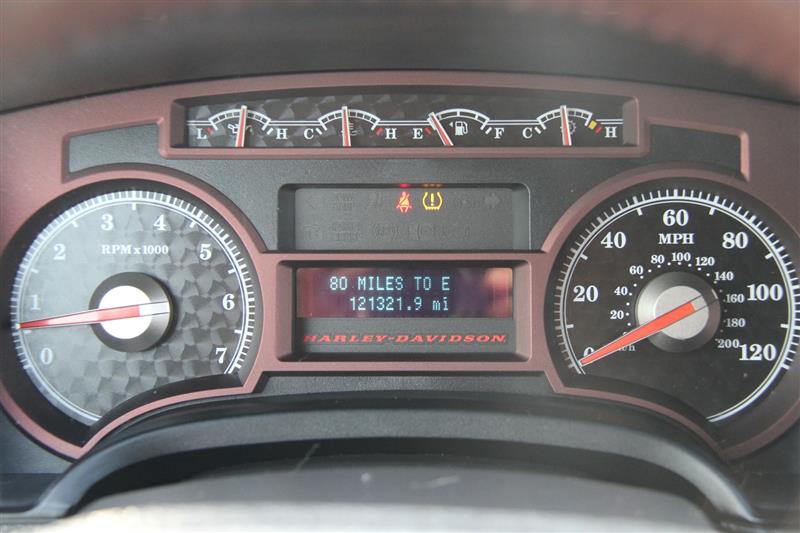 L H C H E F C H
RPM x 1000
0 1 2 3 4 5 6 7
80 MILES TO E
121321.9 mi
HARLEY-DAVIDSON
MPH
0 20 40 60 80 100 120
40 60 80 100 120 140 160 180 200